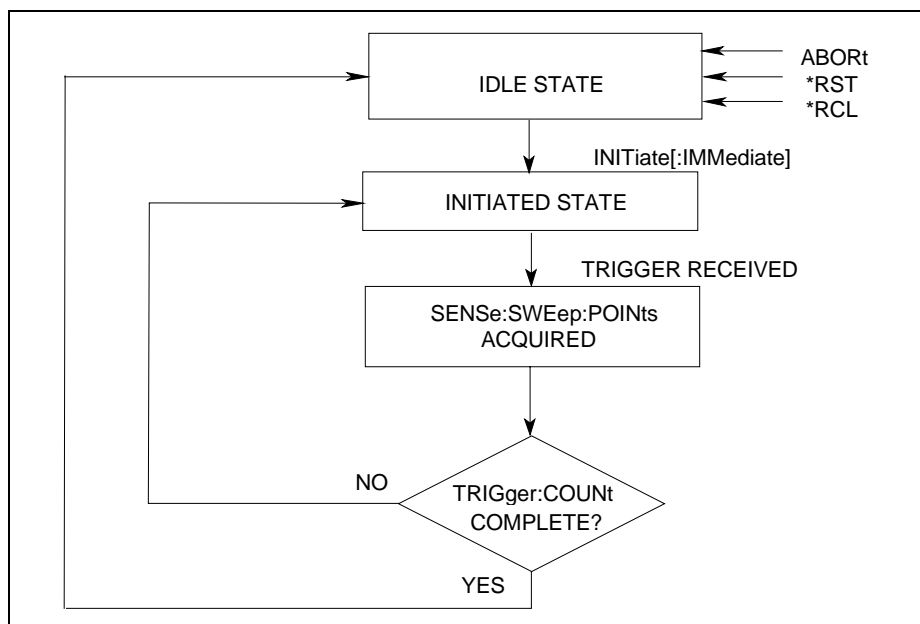 ABORt
IDLE STATE
*RST
*RCL
INITiate[:IMMediate]
INITIATED STATE
TRIGGER RECEIVED
SENSe:SWEep:POINts
ACQUIRED
NO
TRIGger:COUNt
COMPLETE?
YES